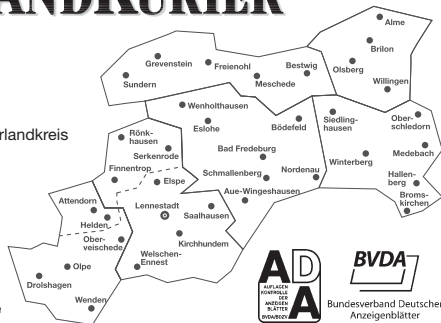 ANDKURIER
Alme
Brilon
Grevenstein
Freienohl
Olsberg
Bestwig
Sundern
Meschede
Willingen
Wenholthausen
Siedling-
hausen
Ober-
schledorn
Eslohe
Bödefeld
rlandkreis
Rönk-
hausen
Bad Fredeburg
Medebach
Serkenrode
Winterberg
Finnentrop
Schmallenberg
Nordenau
Hallen-
berg
Elspe
Aue-Wingeshausen
Broms-
kirchen
Attendorn
Lennestadt
Saalhausen
Helden
Ober-
veischede
Kirchhundem
Welschen-
Ennest
Olpe
Drolshagen
Wenden
ADA
AUFLAGEN
KONTROLLE
DER
ANZEIGEN
BLÄTTER
BVDA/BDZV
BVDA
Bundesverband Deutscher
Anzeigenblätter